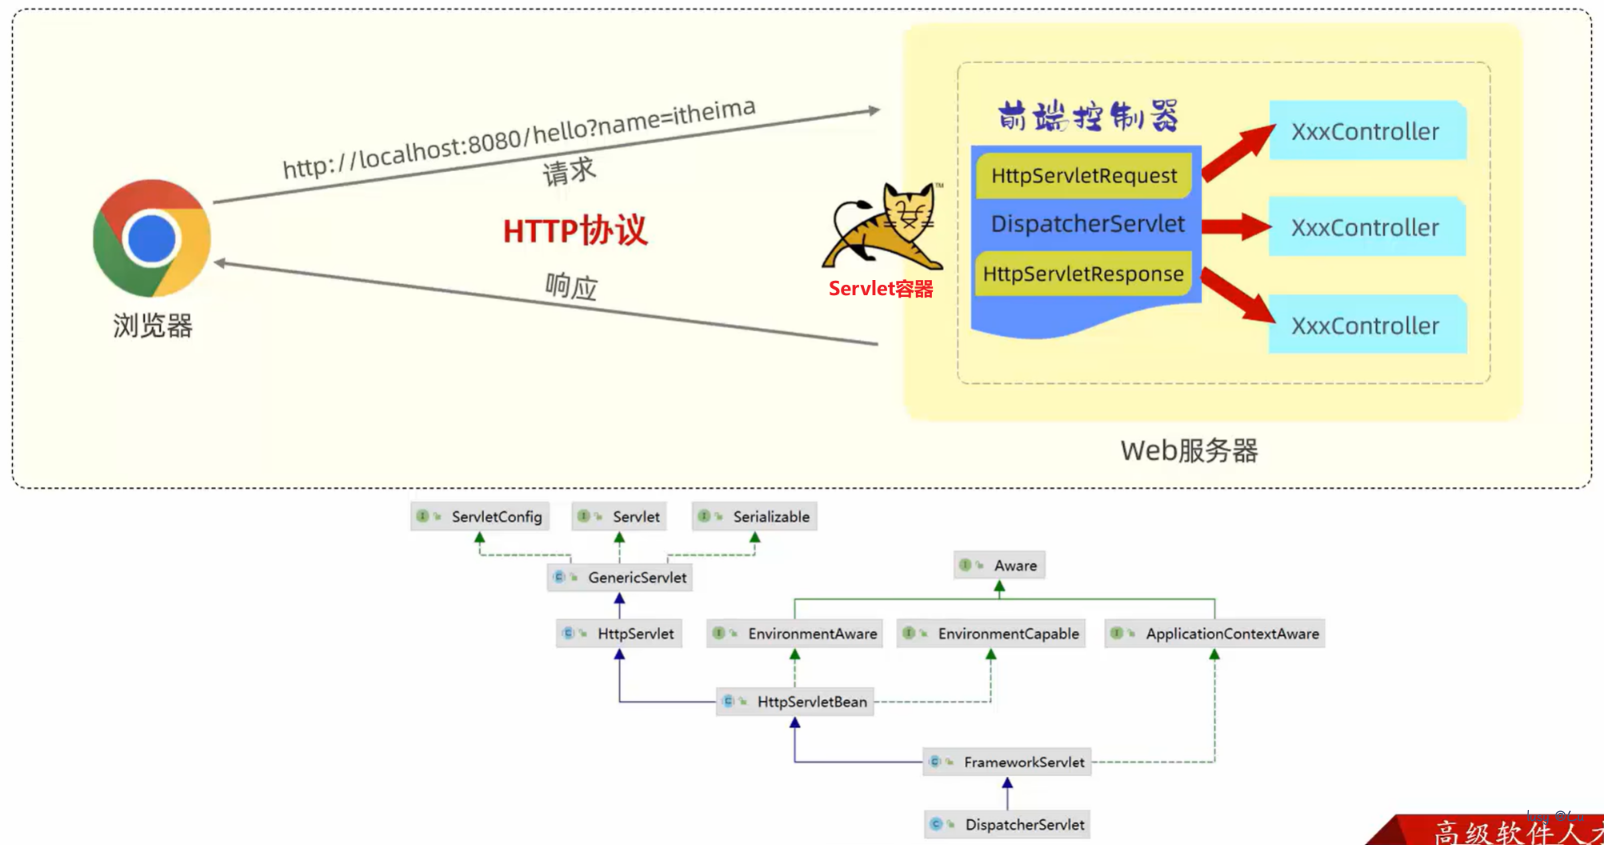 http://localhost:8080/hello?name=itheima
请求
HTTP协议
响应
浏览器
TM
Servlet容器
前端控制器
HttpServletRequest
DispatcherServlet
HttpServletResponse
XxxController
XxxController
XxxController
Web服务器
ServletConfig
Servlet
Serializable
GenericServlet
Aware
HttpServlet
EnvironmentAware
EnvironmentCapable
ApplicationContextAware
HttpServletBean
FrameworkServlet
DispatcherServlet
高级软件人